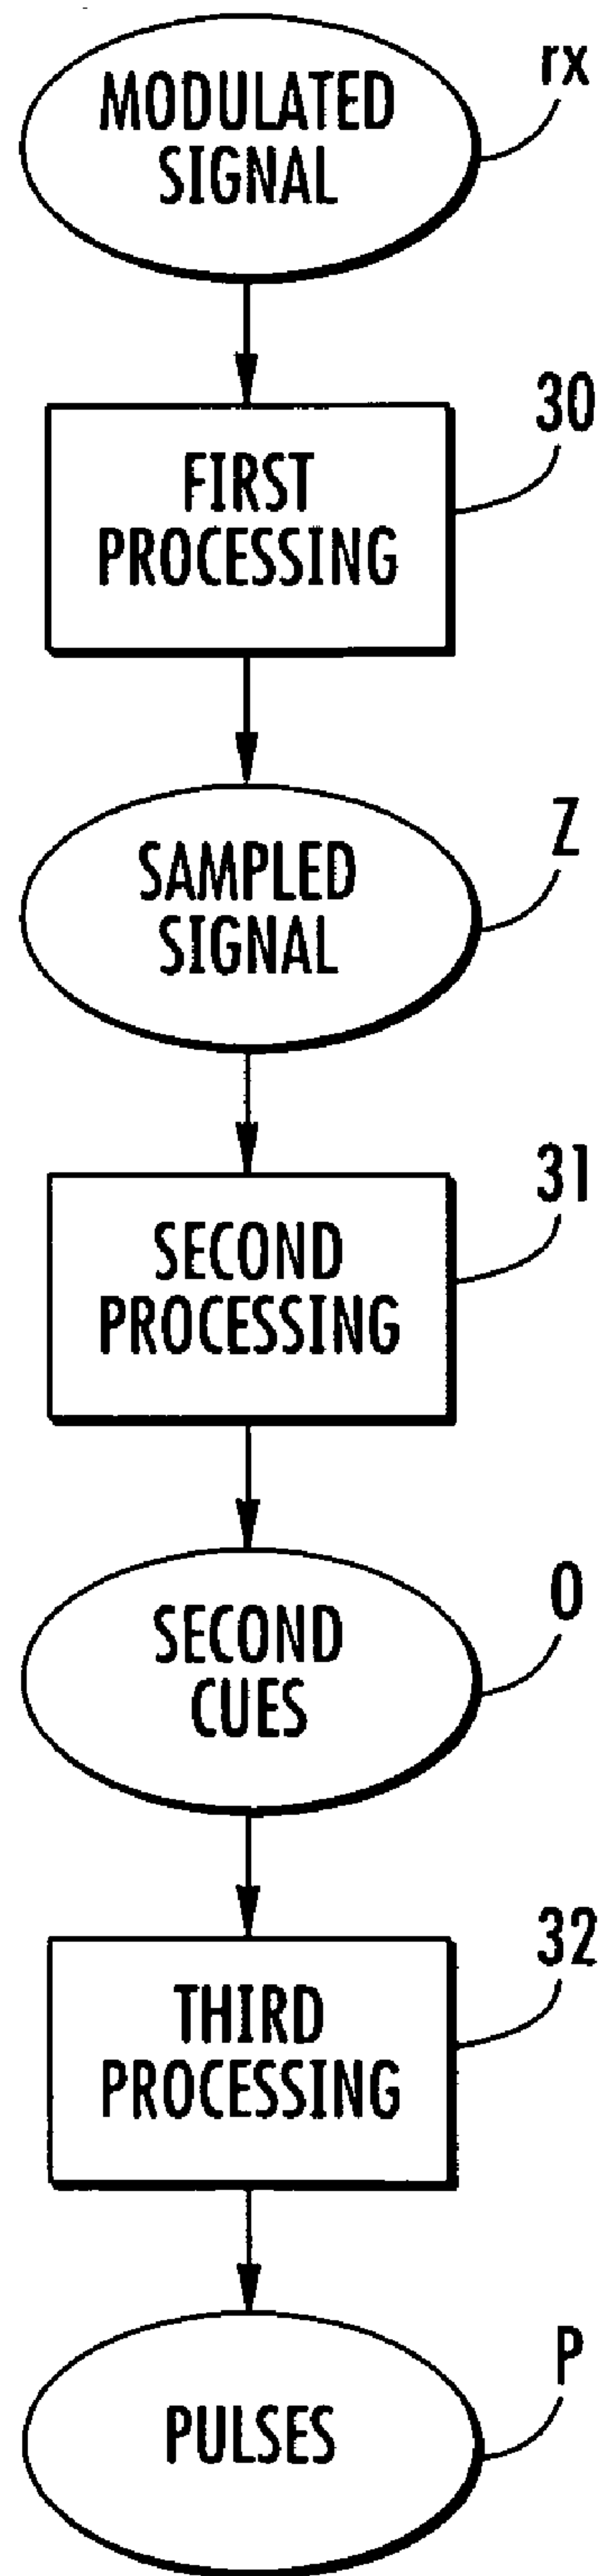 MODULATED
SIGNAL
rx
30
FIRST
PROCESSING
Z
SAMPLED
SIGNAL
31
SECOND
PROCESSING
O
SECOND
CUES
32
THIRD
PROCESSING
P
PULSES